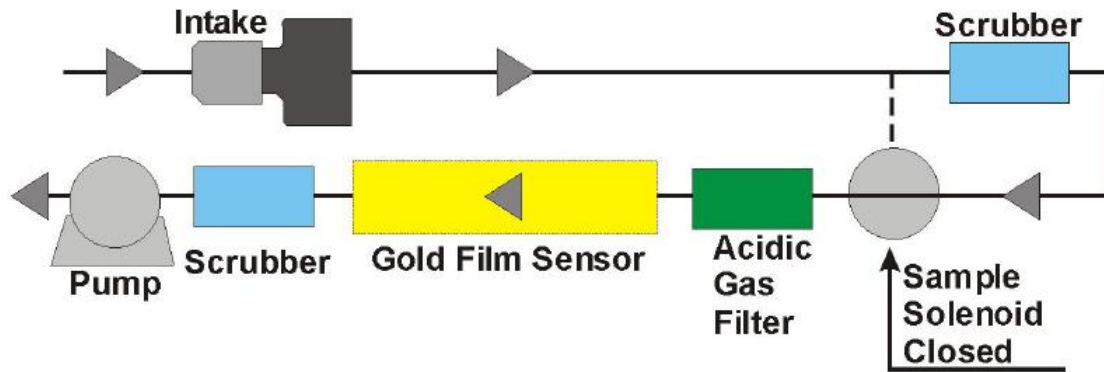 Intake
Scrubber
Pump
Scrubber
Gold Film Sensor
Acidic
Gas
Filter
Sample
Solenoid
Closed